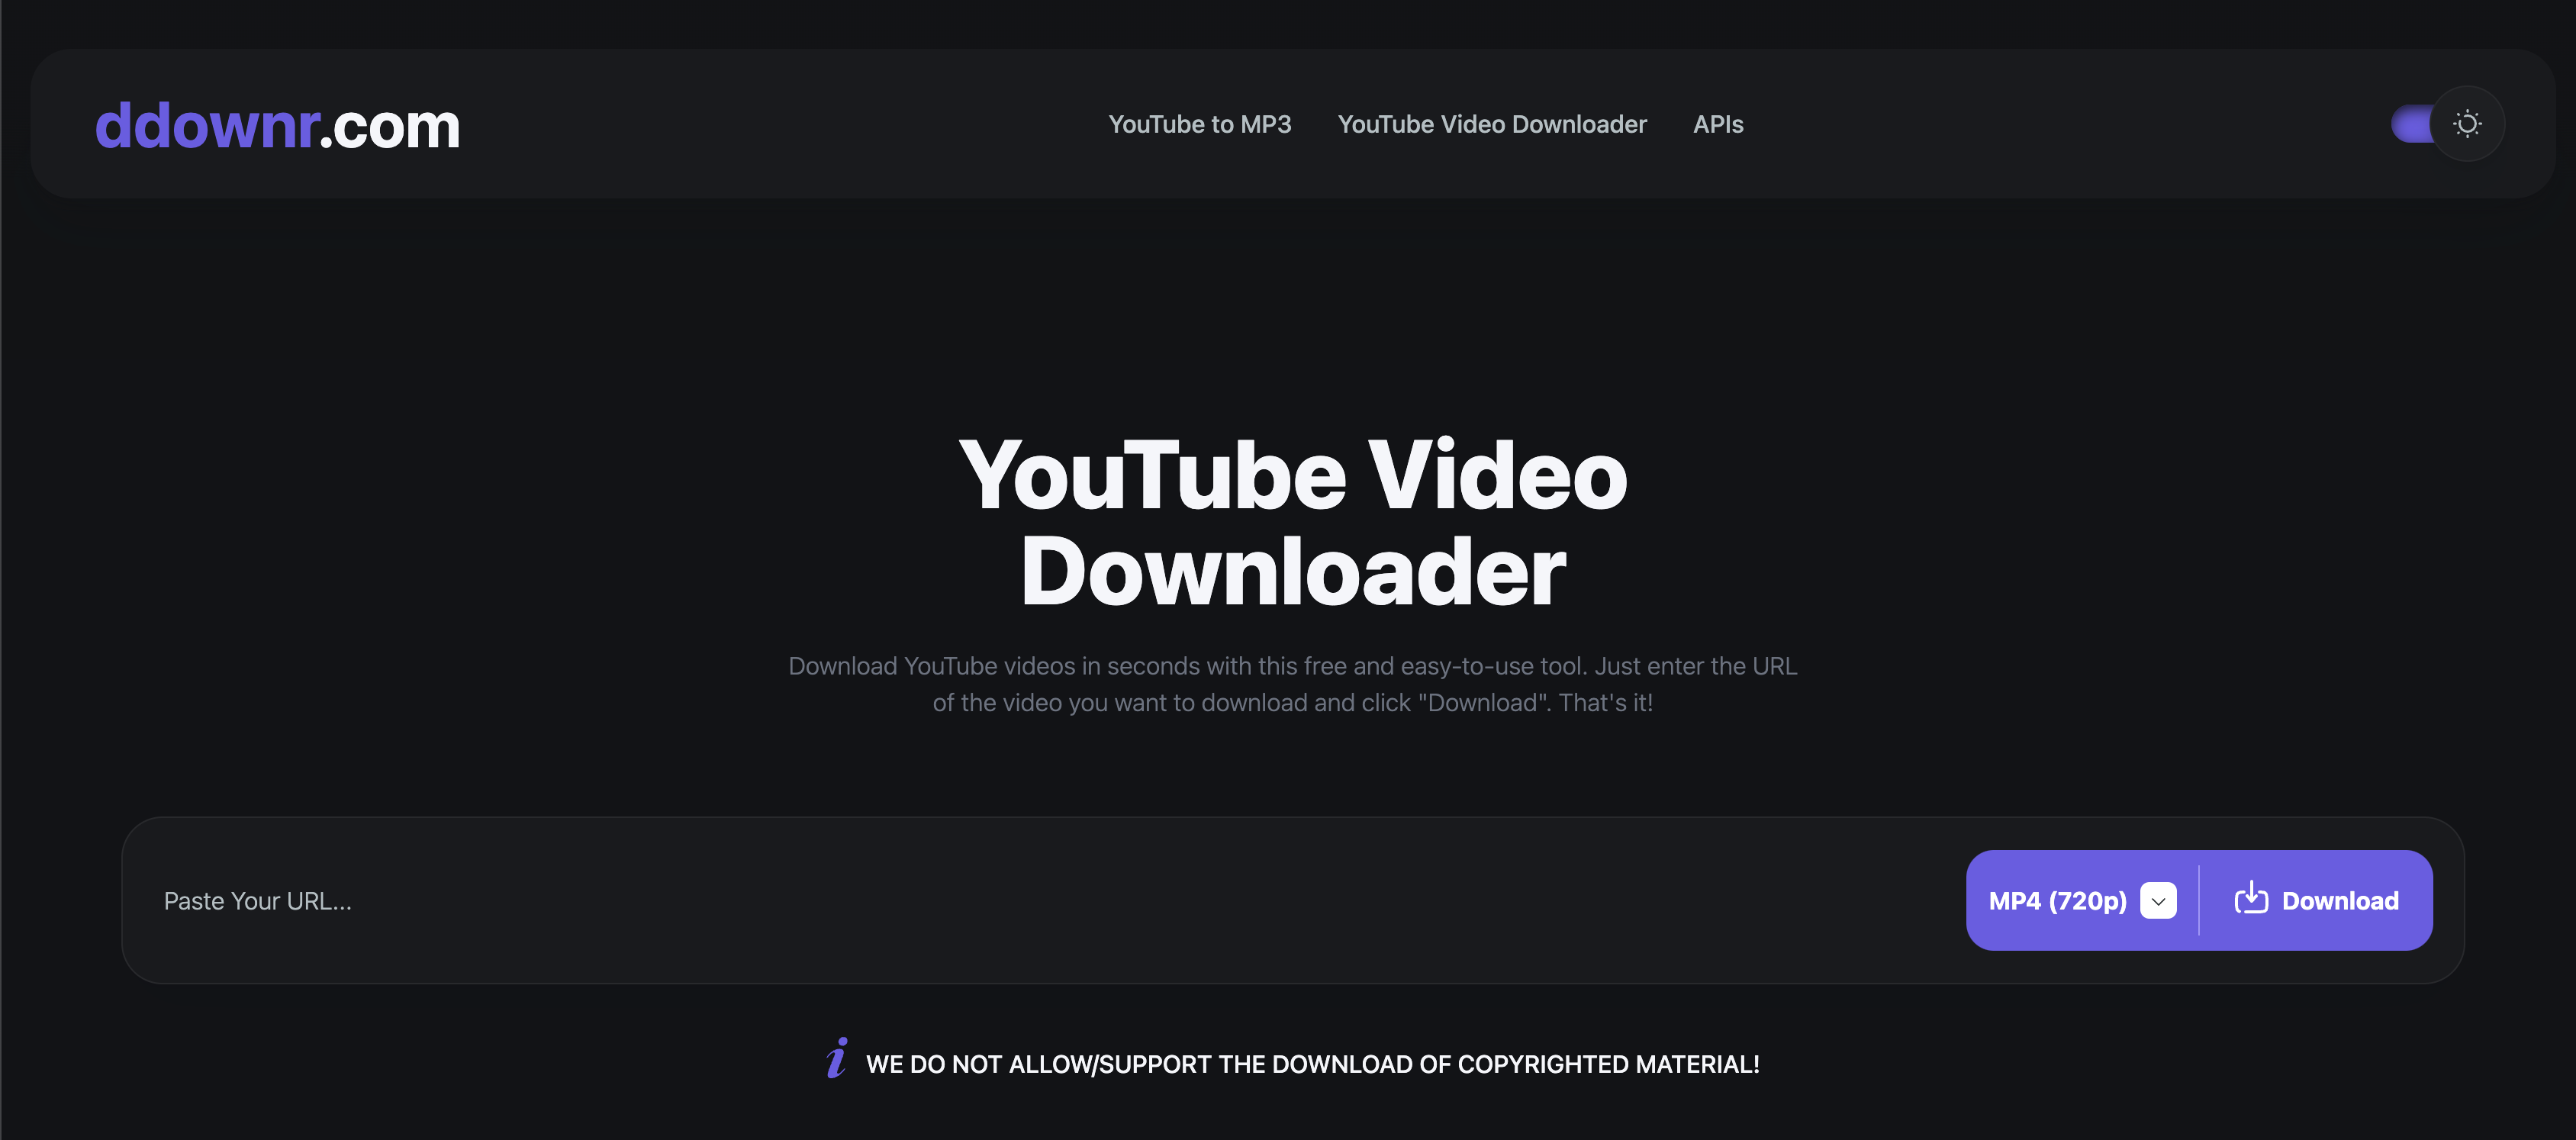 ddownr.com
YouTube to MP3
YouTube Video Downloader
APIs
YouTube Video
Downloader
Download YouTube videos in seconds with this free and easy-to-use tool. Just enter the URL
of the video you want to download and click "Download". That's it!
Paste Your URL...
MP4 (720p)
Download
i WE DO NOT ALLOW/SUPPORT THE DOWNLOAD OF COPYRIGHTED MATERIAL!